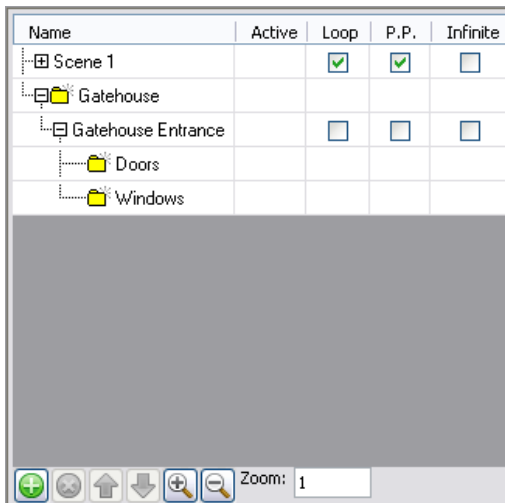 Name Active Loop P.P. Infinite
Scene 1
Gatehouse
Gatehouse Entrance
Doors
Windows
Zoom: 1